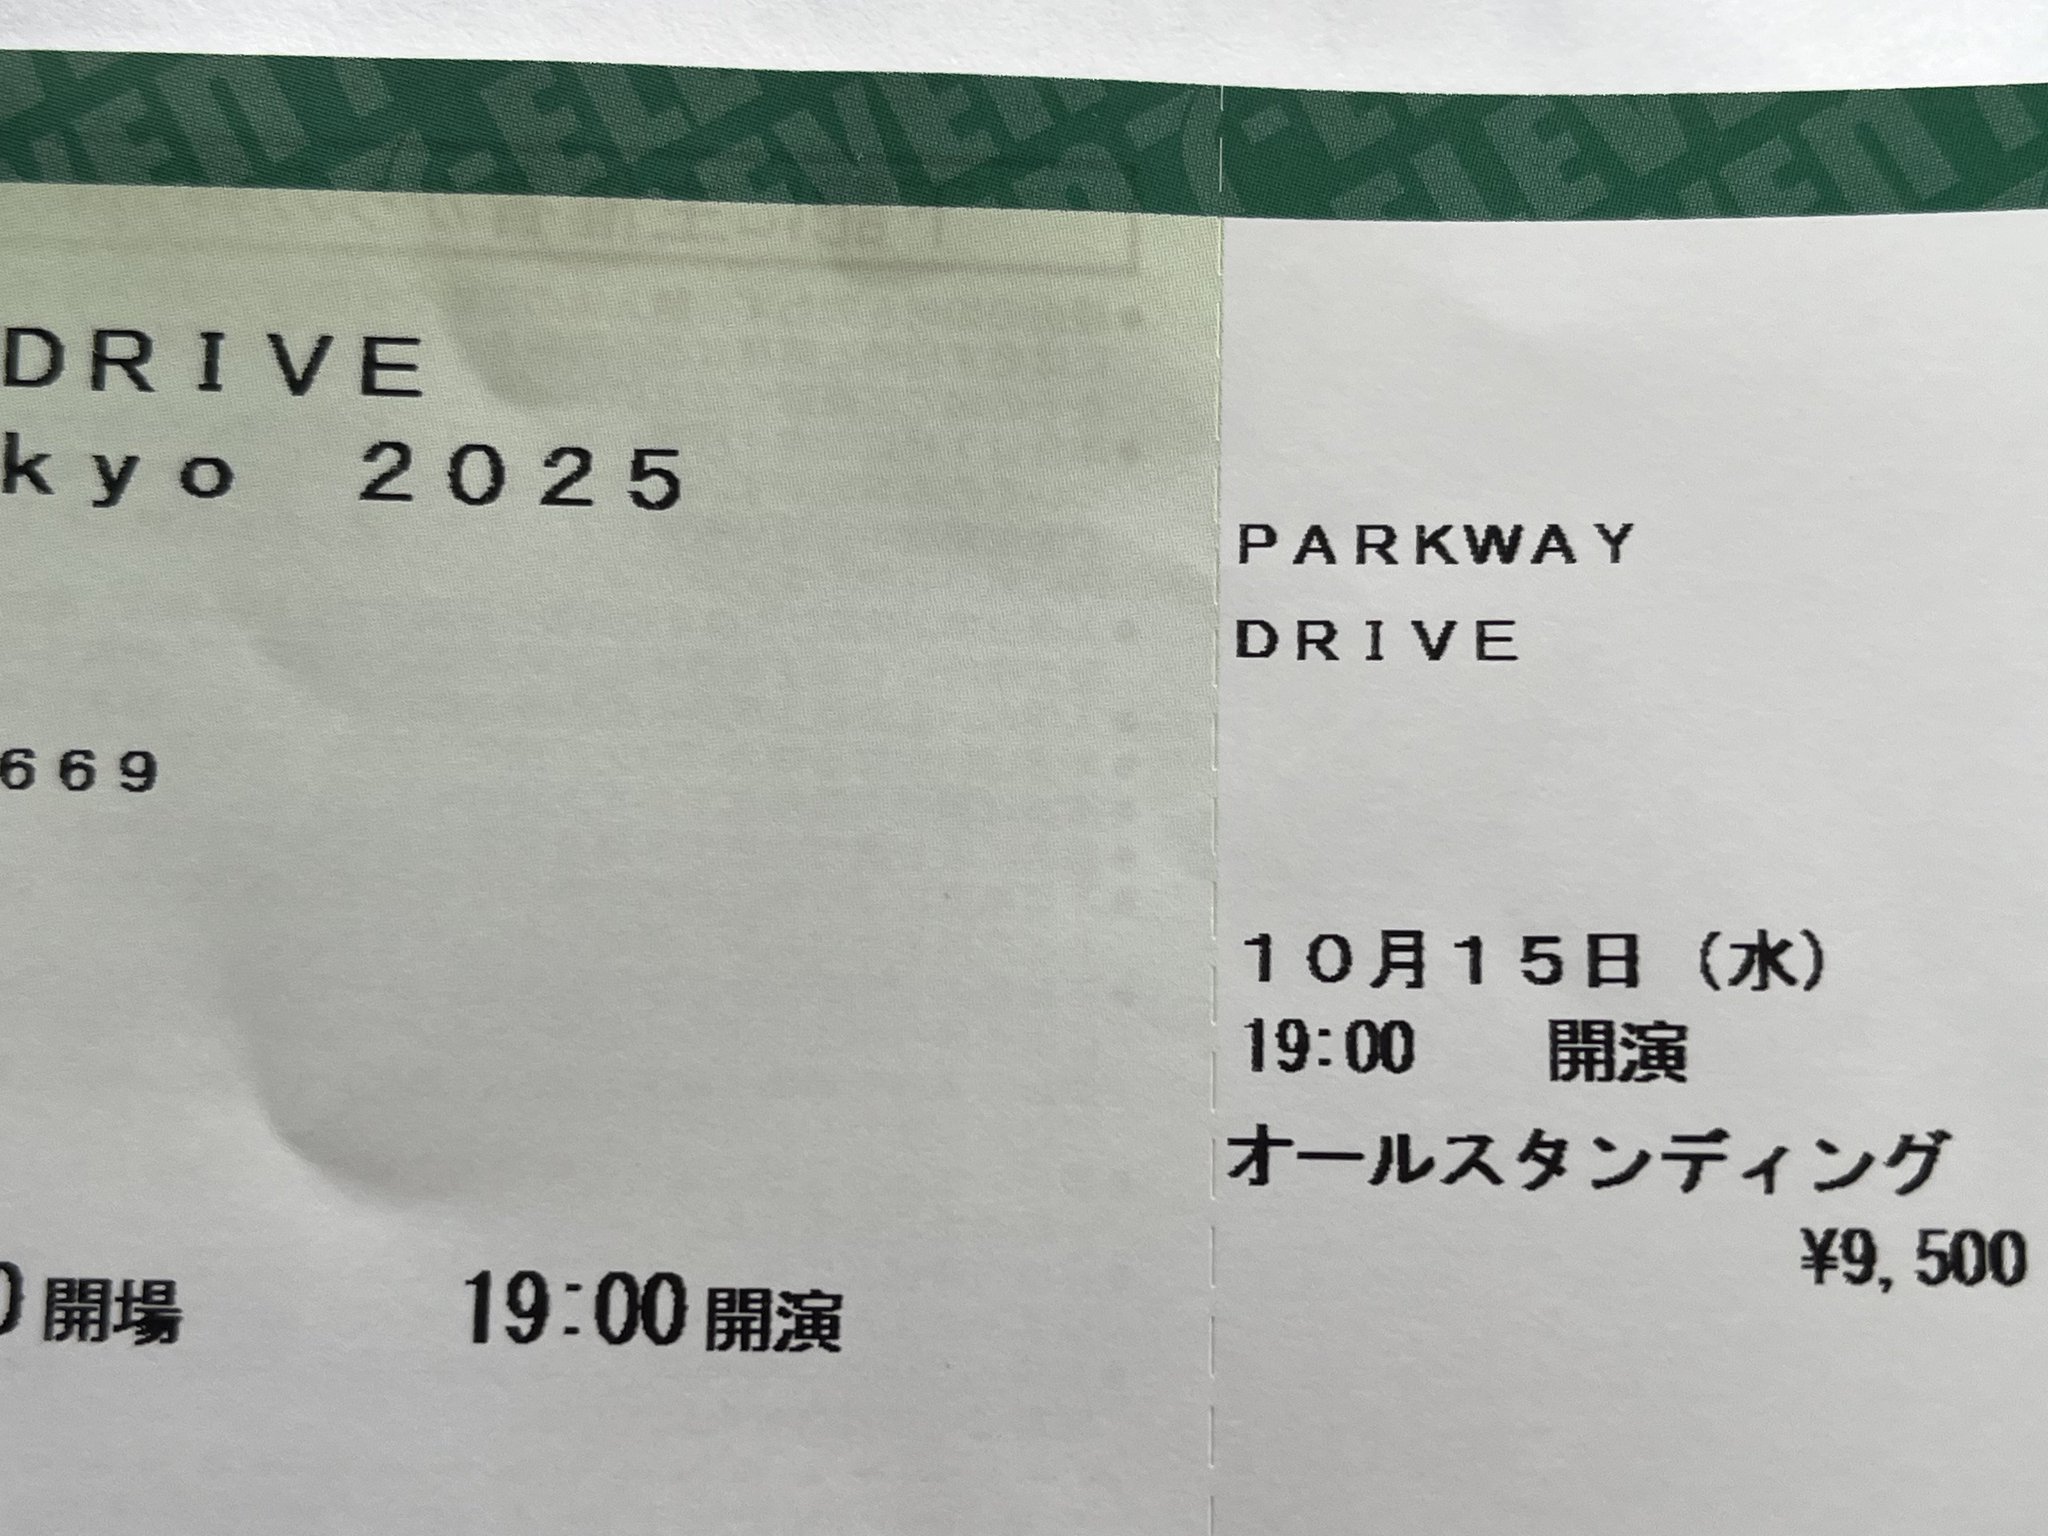 DRIVE
kyo 2025
669
0開場 19:00開演
PARKWAY
DRIVE
10月15日（水）
19:00 開演
オールスタンディング
¥9,500